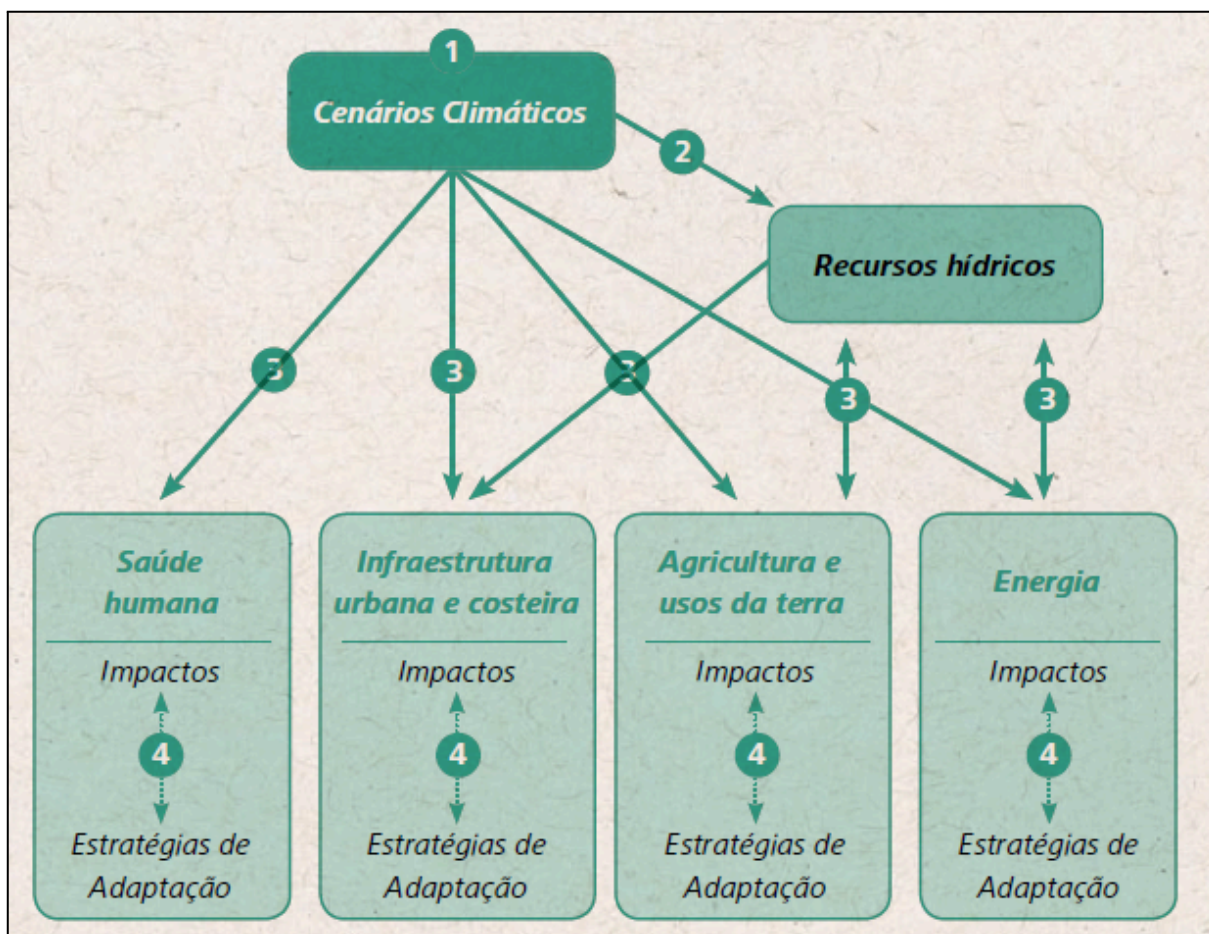 1
Cenários Climáticos
2
Recursos hídricos
3
3
3
3
3
Saúde
humana
Impactos
4
Estratégias de
Adaptação
Infraestrutura
urbana e costeira
Impactos
4
Estratégias de
Adaptação
Agricultura e
usos da terra
Impactos
4
Estratégias de
Adaptação
Energia
Impactos
4
Estratégias de
Adaptação